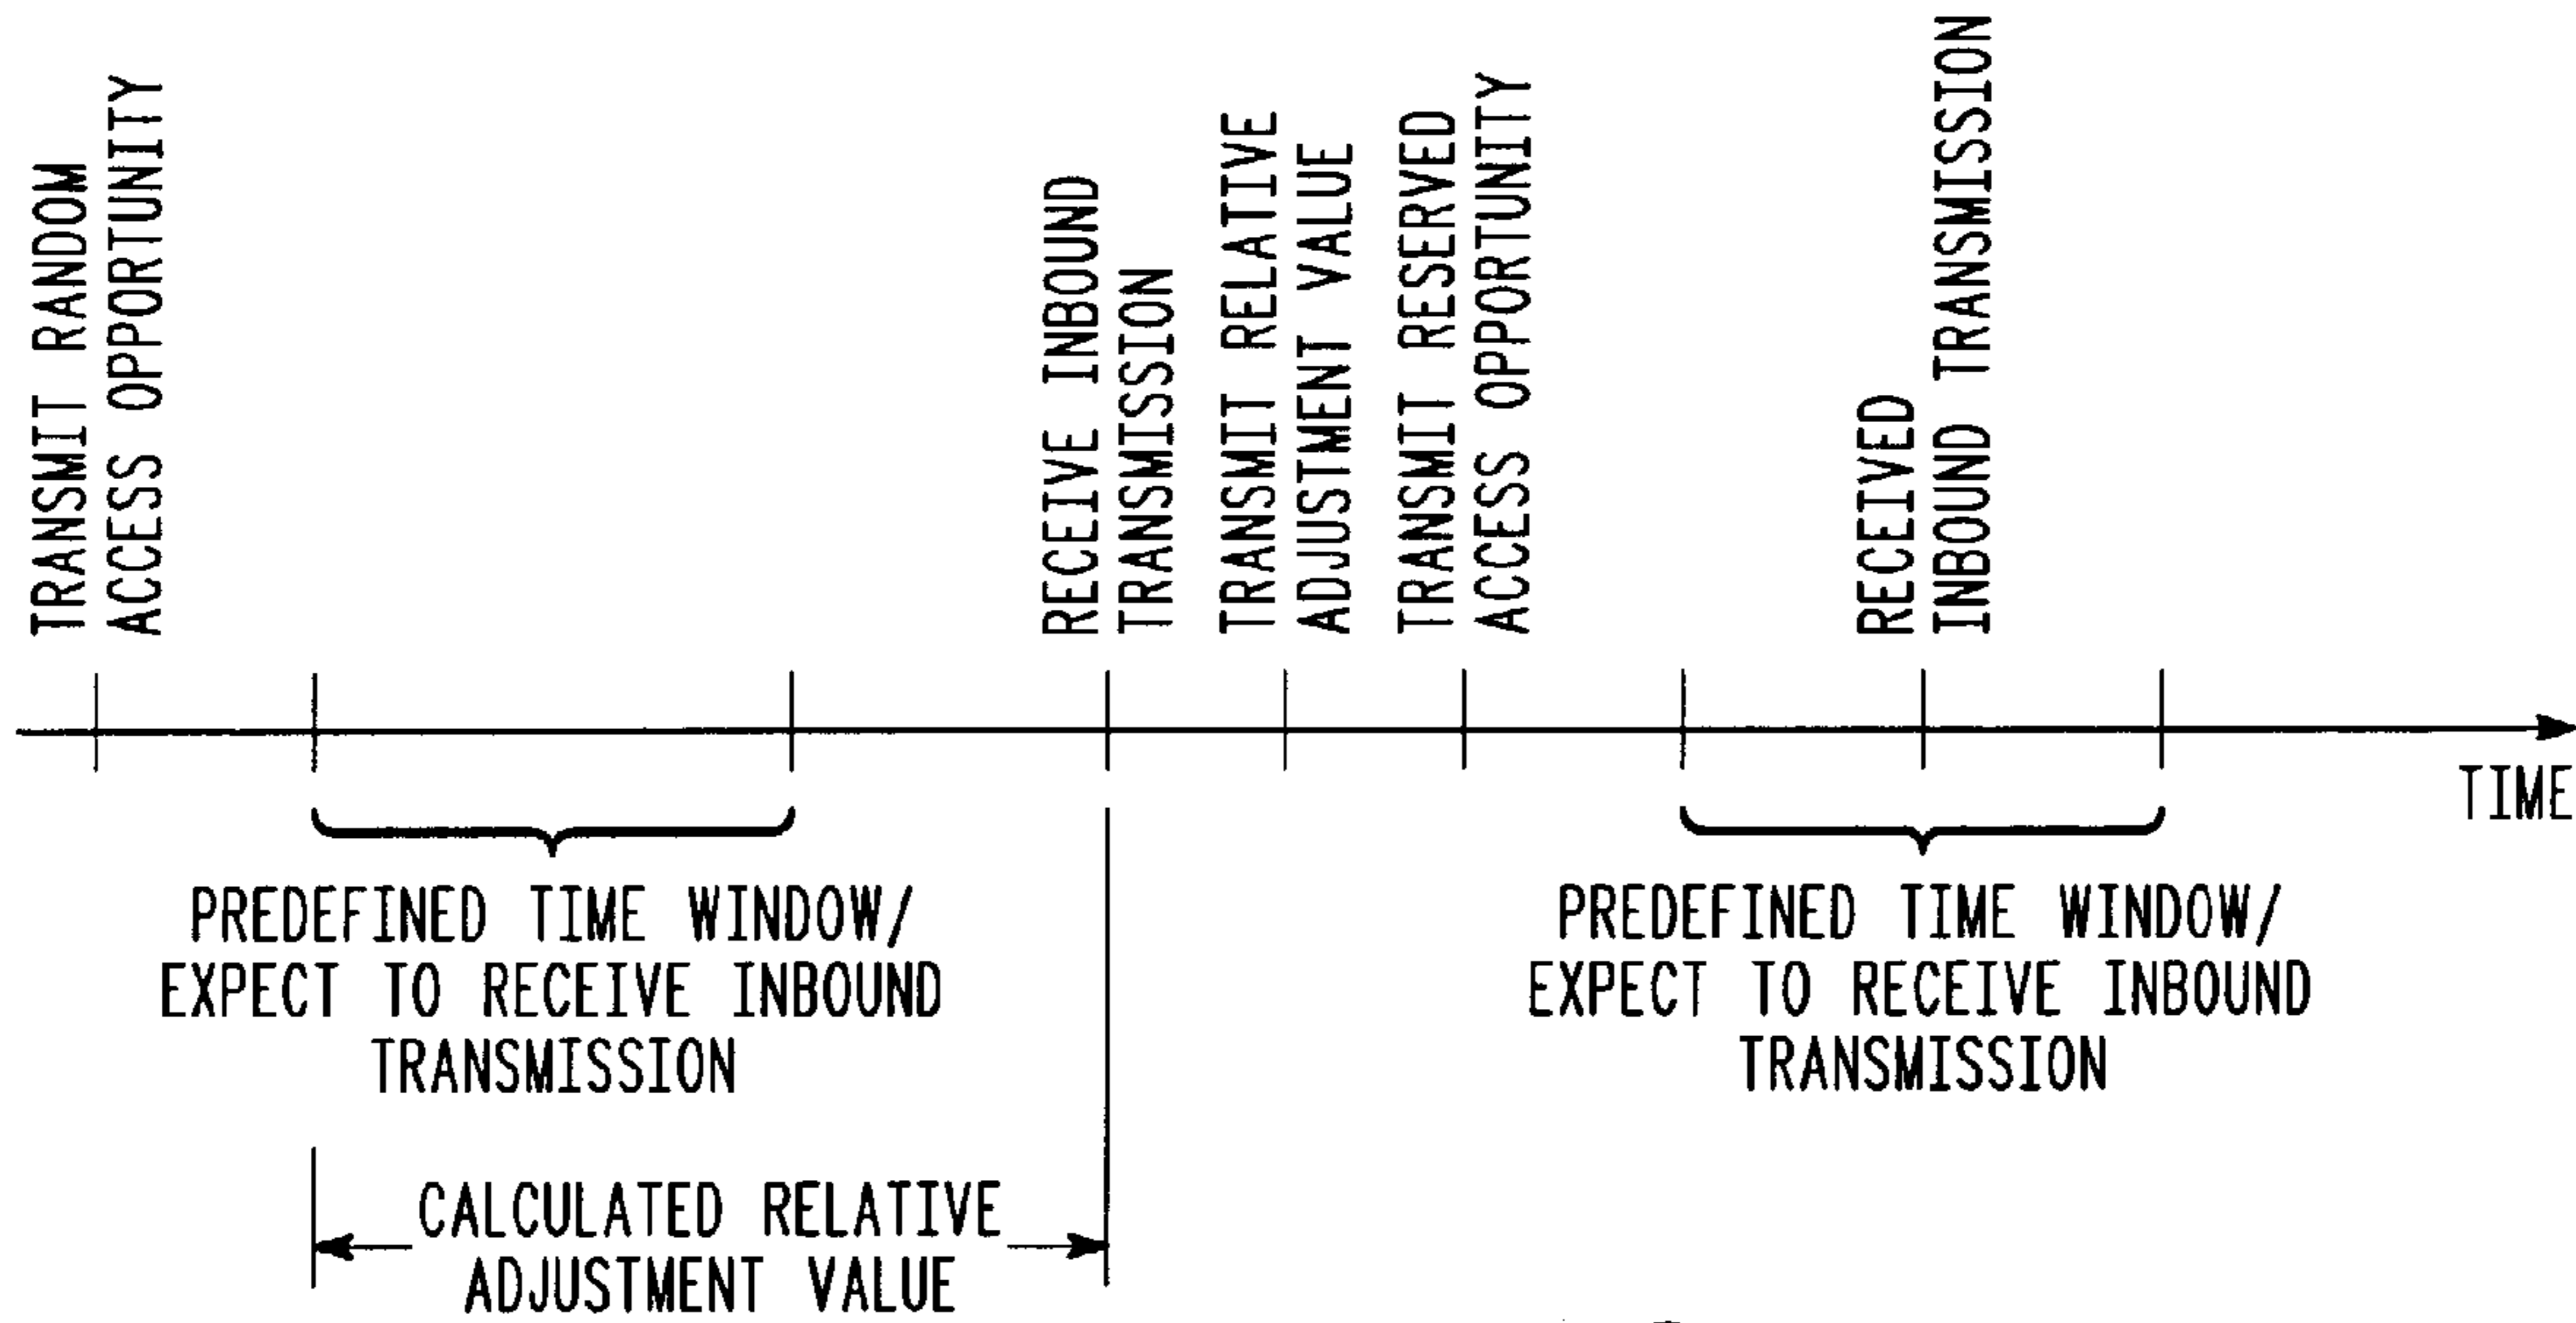 TRANSMIT RANDOM
ACCESS OPPORTUNITY
RECEIVE INBOUND
TRANSMISSION
TRANSMIT RELATIVE
ADJUSTMENT VALUE
TRANSMIT RESERVED
ACCESS OPPORTUNITY
RECEIVED
INBOUND TRANSMISSION
TIME
PREDEFINED TIME WINDOW/
EXPECT TO RECEIVE INBOUND
TRANSMISSION
PREDEFINED TIME WINDOW/
EXPECT TO RECEIVE INBOUND
TRANSMISSION
CALCULATED RELATIVE
ADJUSTMENT VALUE